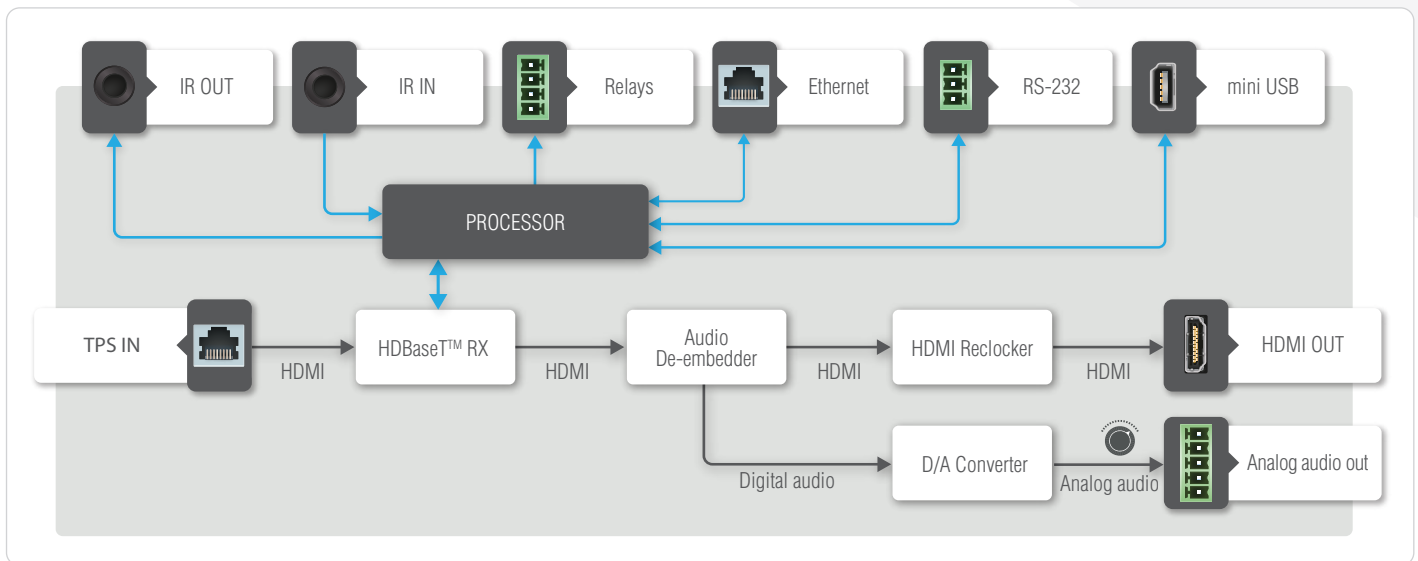 IR OUT
IR IN
Relays
Ethernet
RS-232
mini USB
PROCESSOR
TPS IN
HDMI
HDBaseT™ RX
HDMI
Audio
De-embedder
HDMI
HDMI Reclocker
HDMI
HDMI OUT
Digital audio
D/A Converter
Analog audio
Analog audio out